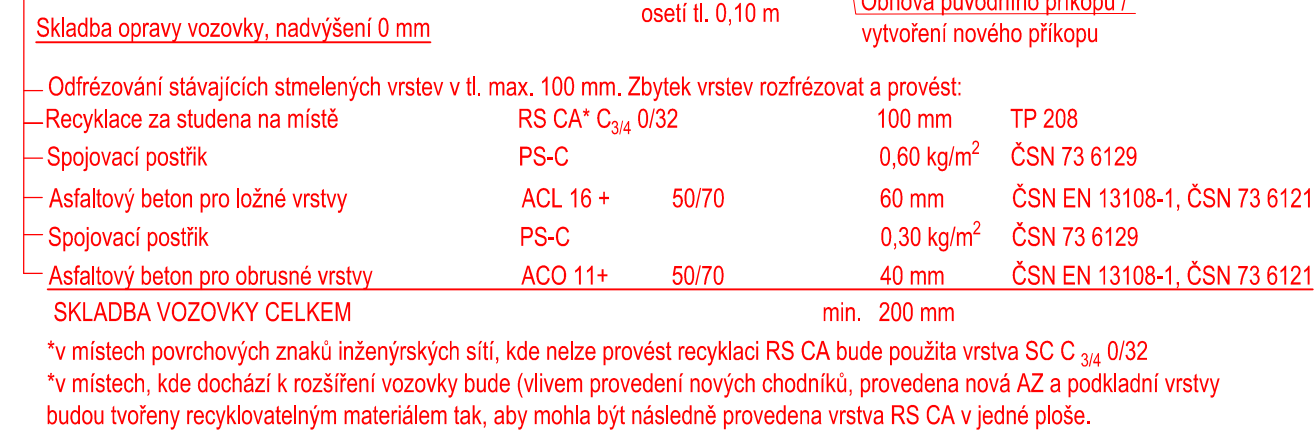 osetí tl. 0,10 m
Obnova původního příkopu /
Skladba opravy vozovky, nadvýšení 0 mm
vytvoření nového příkopu
Odfrézování stávajících stmelených vrstev v tl. max. 100 mm. Zbytek vrstev rozfrézovat a provést:
Recyklace za studena na místě RS CA* C3/4 0/32 100 mm TP 208
Spojovací postřik PS-C 0,60 kg/m² ČSN 73 6129
Asfaltový beton pro ložné vrstvy ACL 16 + 50/70 60 mm ČSN EN 13108-1, ČSN 73 6121
Spojovací postřik PS-C 0,30 kg/m² ČSN 73 6129
Asfaltový beton pro obrusné vrstvy ACO 11+ 50/70 40 mm ČSN EN 13108-1, ČSN 73 6121
SKLADBA VOZOVKY CELKEM min. 200 mm
*v místech povrchových znaků inženýrských sítí, kde nelze provést recyklaci RS CA bude použita vrstva SC C 3/4 0/32
*v místech, kde dochází k rozšíření vozovky bude (vlivem provedení nových chodníků, provedena nová AZ a podkladní vrstvy
budou tvořeny recyklovatelným materiálem tak, aby mohla být následně provedena vrstva RS CA v jedné ploše.